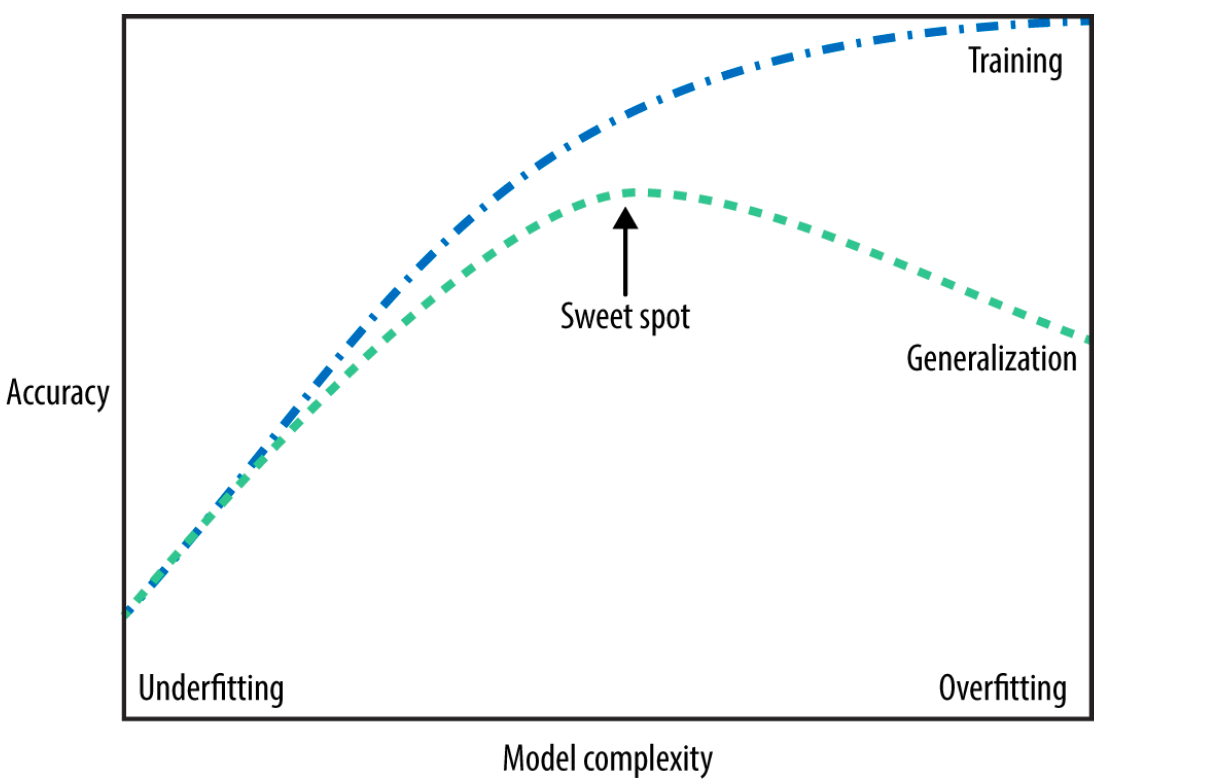 Training
Sweet spot
Generalization
Accuracy
Underfitting
Overfitting
Model complexity